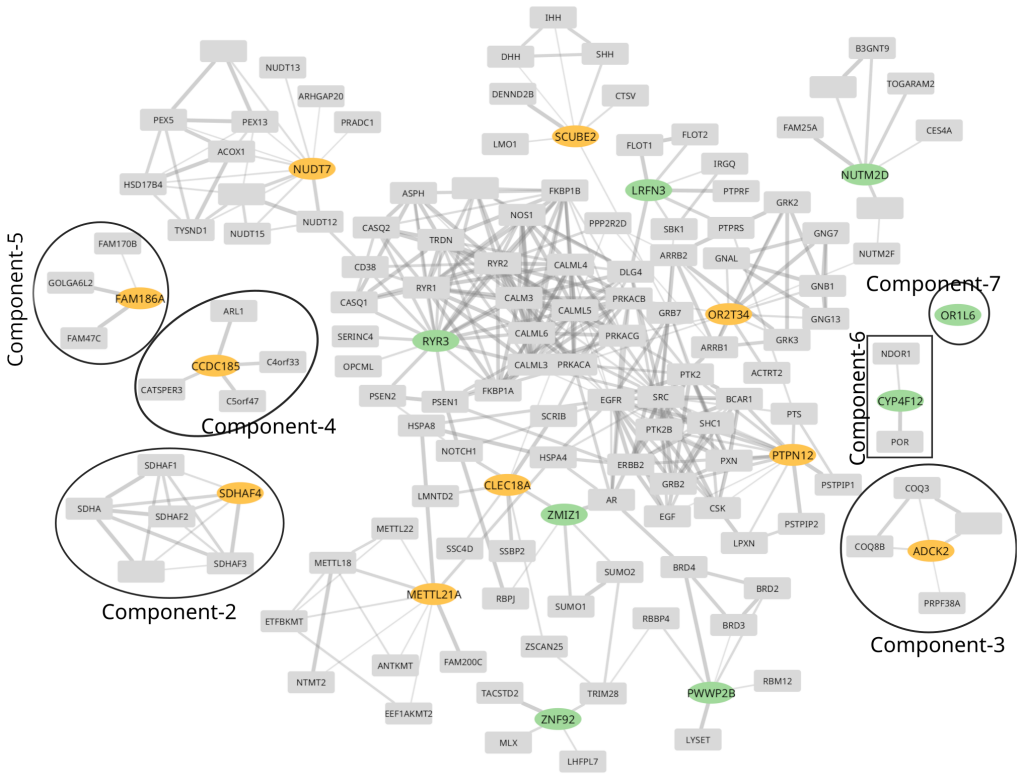 IHH
DHH
SHH
B3GNT9
NUDT13
ARHGAP20
DENND2B
CTSV
TOGARAM2
PEX5
PEX13
PRADC1
FAM25A
CES4A
SCUBE2
FLOT2
LMO1
FLOT1
ACOX1
NUDT7
IRGQ
NUTM2D
HSD17B4
LRFN3
PTPRF
ASPH
FKBP1B
GRK2
NOS1
PPP2R2D
TYSND1
NUDT15
NUDT12
CASQ2
SBK1
PTPRS
GNG7
TRDN
FAM170B
NUTM2F
CD38
RYR2
CALML4
DLG4
ARRB2
GNAL
Component-5
GOLGA6L2
FAM186A
RYR1
CALM3
PRKACB
GNB1
Component-7
CASQ1
CALML5
GRB7
OR2T34
GNG13
OR1L6
ARL1
FAM47C
SERINC4
RYR3
CALML6
PRKACG
ARRB1
GRK3
Component-6
NDOR1
CCDC185
C4orf33
OPCML
CALML3
PRKACA
PTK2
ACTRT2
CATSPER3
C5orf47
PSEN2
PSEN1
FKBP1A
EGFR
SRC
BCAR1
CYP4F12
Component-4
HSPA8
SCRIB
PTK2B
SHC1
PTS
POR
NOTCH1
HSPA4
ERBB2
PXN
PTPN12
SDHAF1
SDHAF4
CLEC18A
GRB2
PSTPIP1
COQ3
SDHA
SDHAF2
LMNTD2
ZMIZ1
AR
EGF
CSK
PSTPIP2
METTL22
SSC4D
SSBP2
LPXN
COQ8B
ADCK2
SDHAF3
METTL18
SUMO2
BRD4
BRD2
Component-2
METTL21A
RBPJ
SUMO1
PRPF38A
ETFBKMT
RBBP4
BRD3
Component-3
ZSCAN25
ANTKMT
FAM200C
NTMT2
TACSTD2
TRIM28
PWWP2B
RBM12
EEF1AKMT2
ZNF92
MLX
LYSET
LHFPL7